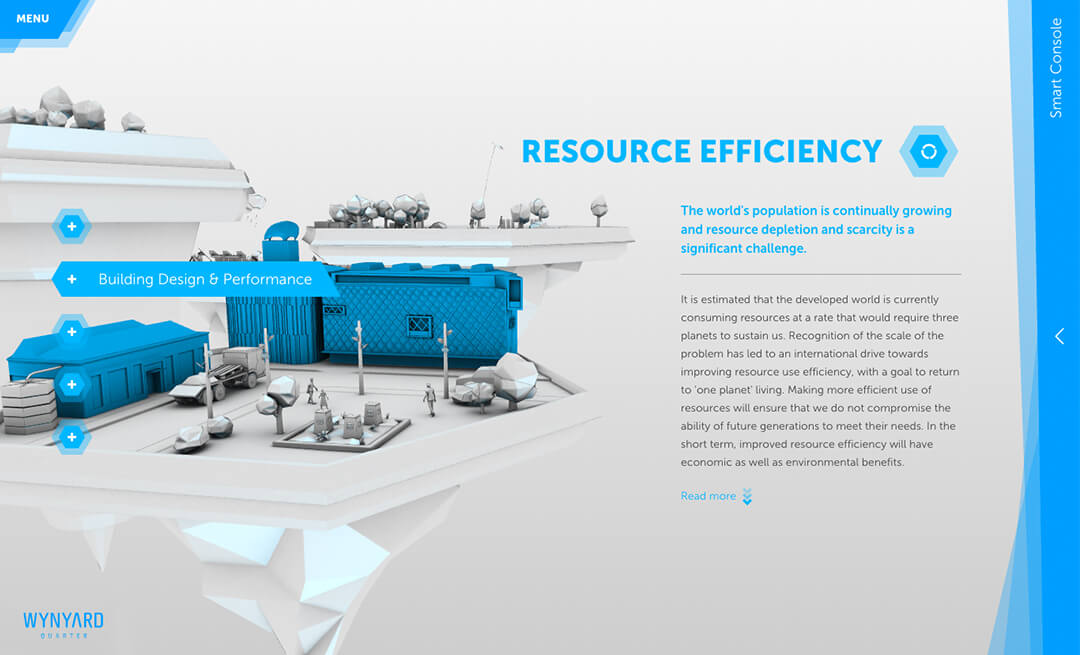 MENU
Smart Console
RESOURCE EFFICIENCY
The world's population is continually growing
and resource depletion and scarcity is a
significant challenge.
Building Design & Performance
It is estimated that the developed world is currently
consuming resources at a rate that would require three
planets to sustain us. Recognition of the scale of the
problem has led to an international drive towards
improving resource use efficiency, with a goal to return
to 'one planet' living. Making more efficient use of
resources will ensure that we do not compromise the
ability of future generations to meet their needs. In the
short term, improved resource efficiency will have
economic as well as environmental benefits.
Read more
WYNYARD
QUARTER